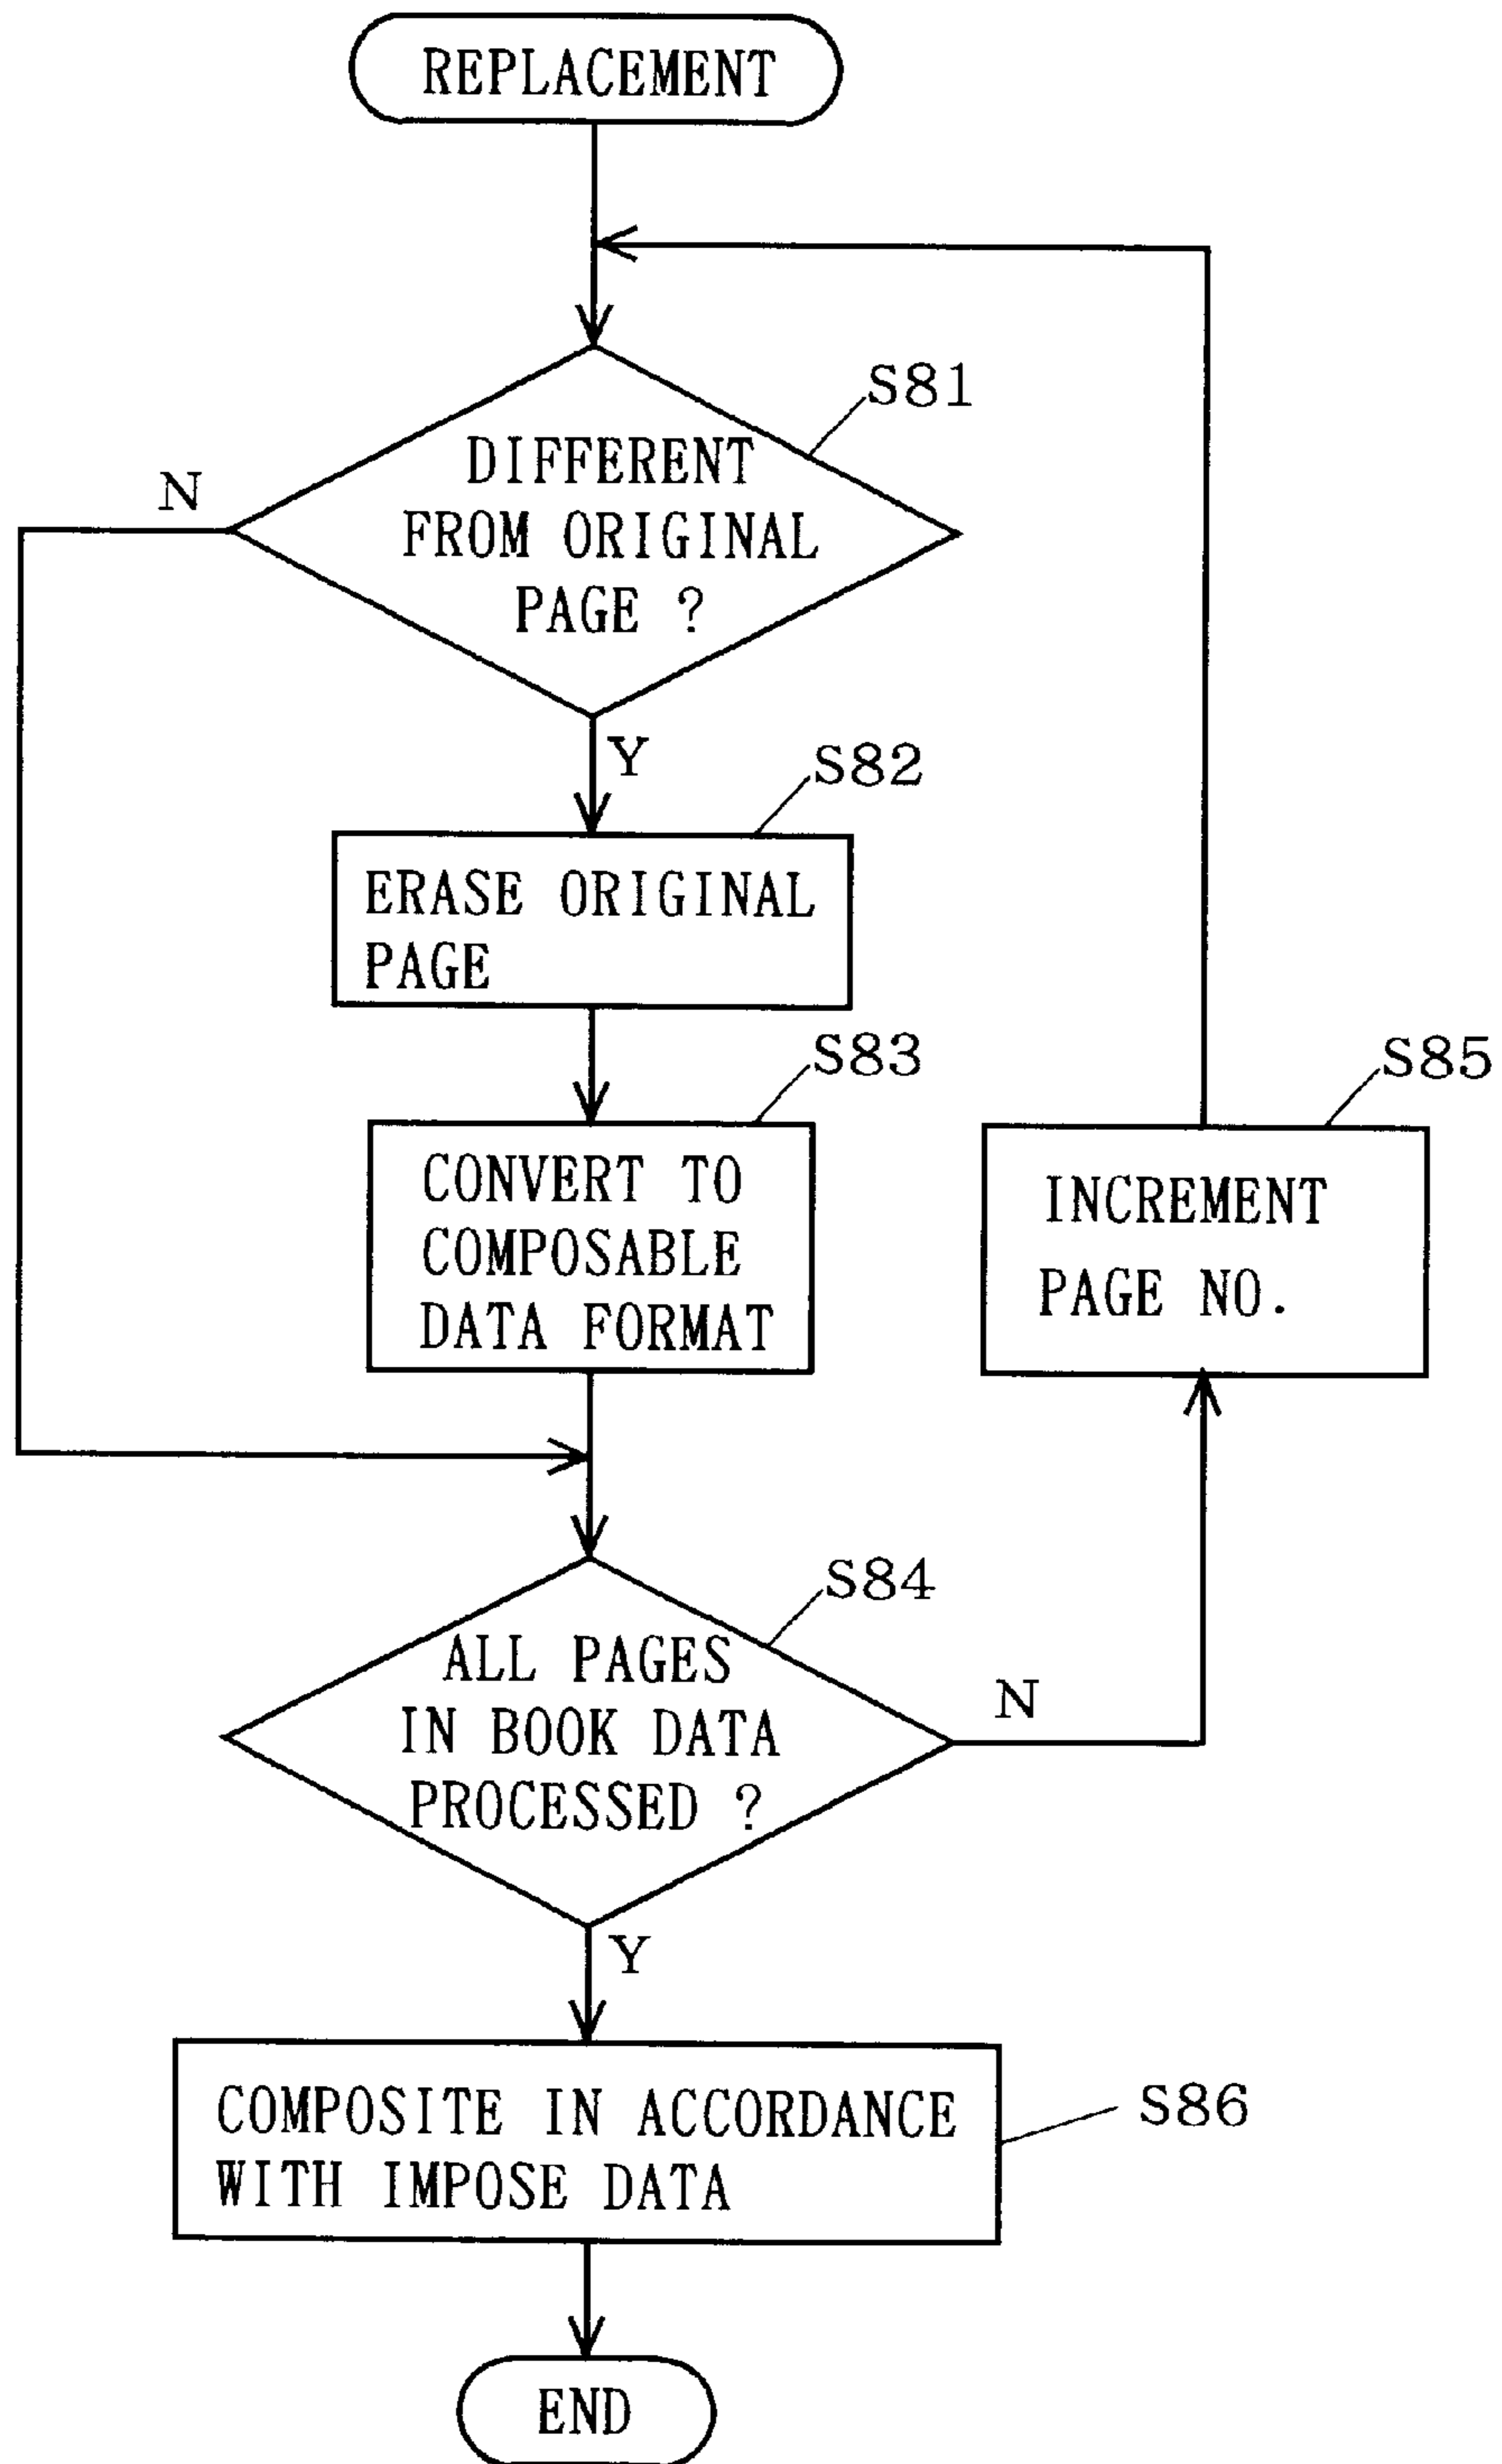 REPLACEMENT
S81
DIFFERENT
FROM ORIGINAL
PAGE ?
N
Y
S82
ERASE ORIGINAL
PAGE
S83
CONVERT TO
COMPOSABLE
DATA FORMAT
S85
INCREMENT
PAGE NO.
S84
ALL PAGES
IN BOOK DATA
PROCESSED ?
N
Y
COMPOSITE IN ACCORDANCE
WITH IMPOSE DATA
S86
END